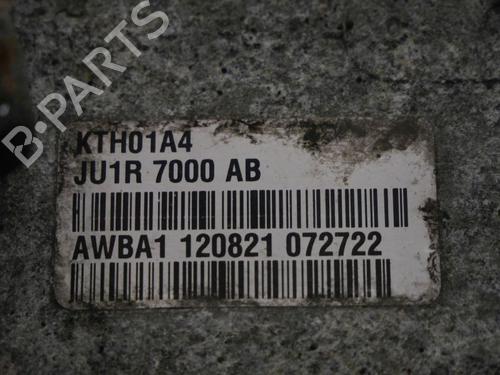 B-PARTS
KTH01A4
JU1R 7000 AB
AWBA1 120821 072722